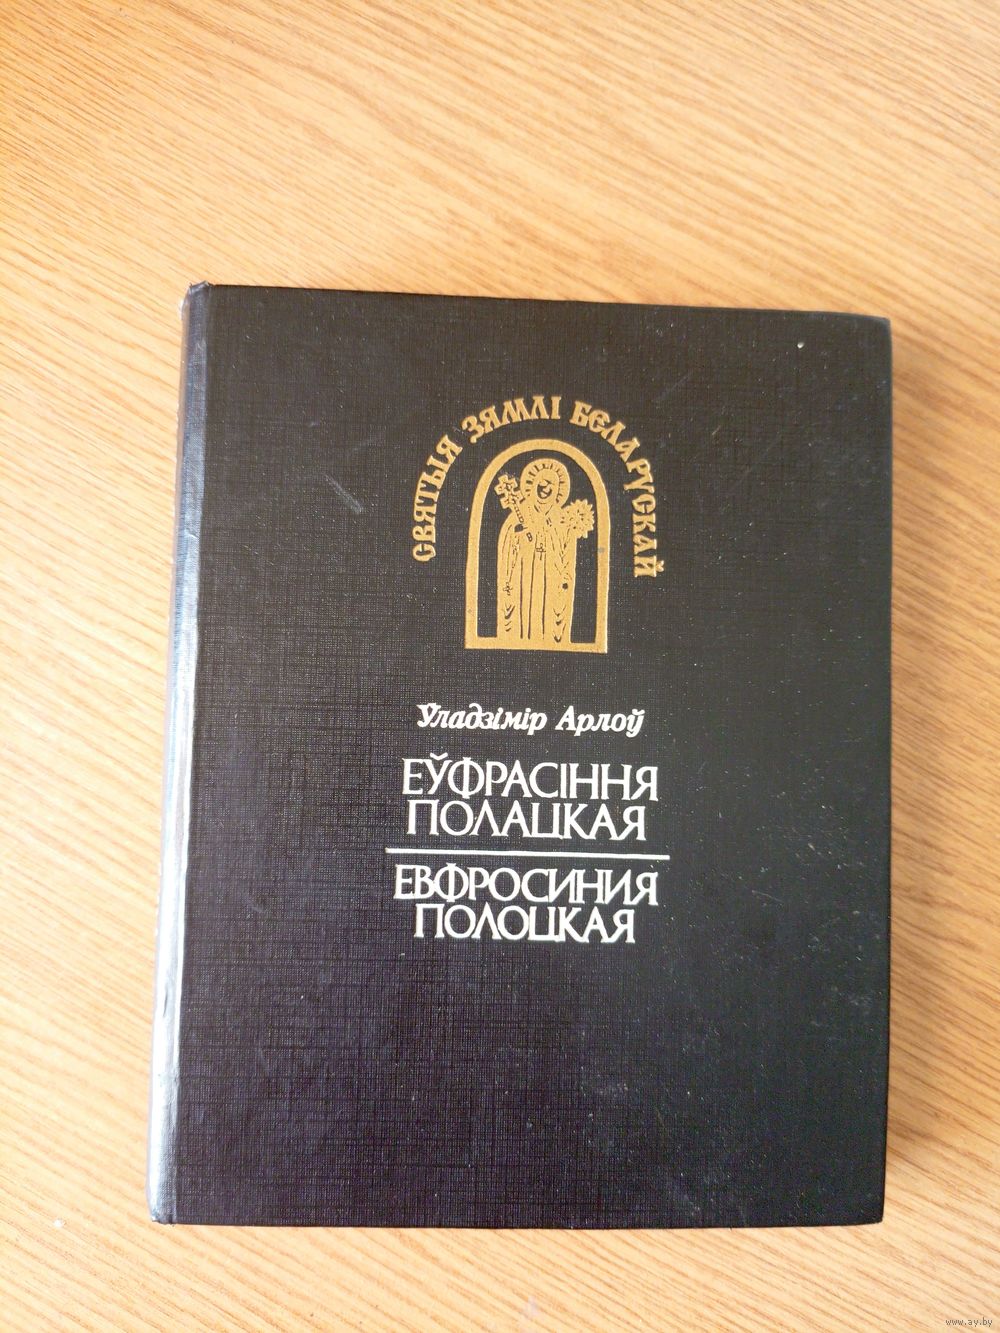 СВЯТЫЯ ЗЯМЛІ БЕЛАРУСКАЙ
Уладзімір Арлоў
ЕЎФРАСІННЯ
ПОЛАЦКАЯ
ЕВФРОСИНИЯ
ПОЛОЦКАЯ
www.ay.by